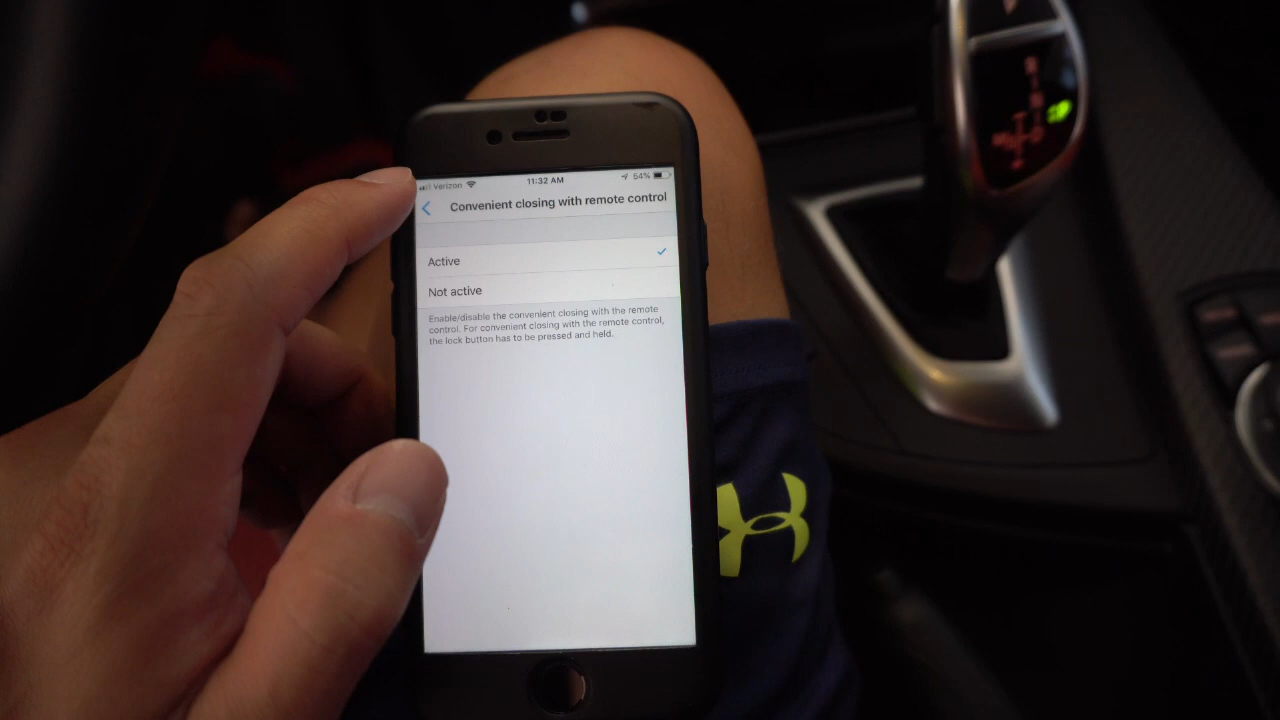 Verizon 11:32 AM 54%
Convenient closing with remote control
Active
Not active
Enable/disable the convenient closing with the remote
control. For convenient closing with the remote control,
the lock button has to be pressed and held.